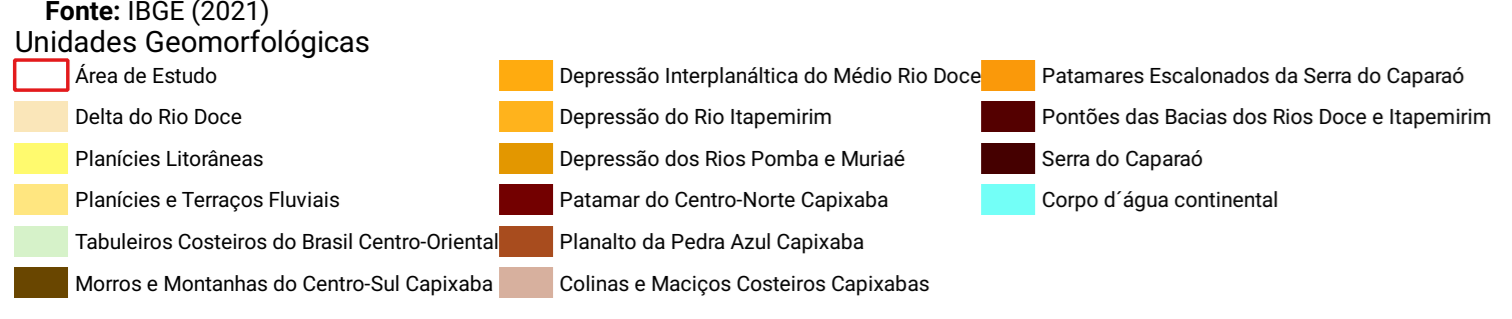 Fonte: IBGE (2021)
Unidades Geomorfológicas
Área de Estudo
Delta do Rio Doce
Planícies Litorâneas
Planícies e Terraços Fluviais
Tabuleiros Costeiros do Brasil Centro-Oriental
Morros e Montanhas do Centro-Sul Capixaba
Depressão Interplanáltica do Médio Rio Doce
Depressão do Rio Itapemirim
Depressão dos Rios Pomba e Muriaé
Patamar do Centro-Norte Capixaba
Planalto da Pedra Azul Capixaba
Colinas e Maciços Costeiros Capixabas
Patamares Escalonados da Serra do Caparaó
Pontões das Bacias dos Rios Doce e Itapemirim
Serra do Caparaó
Corpo d´água continental